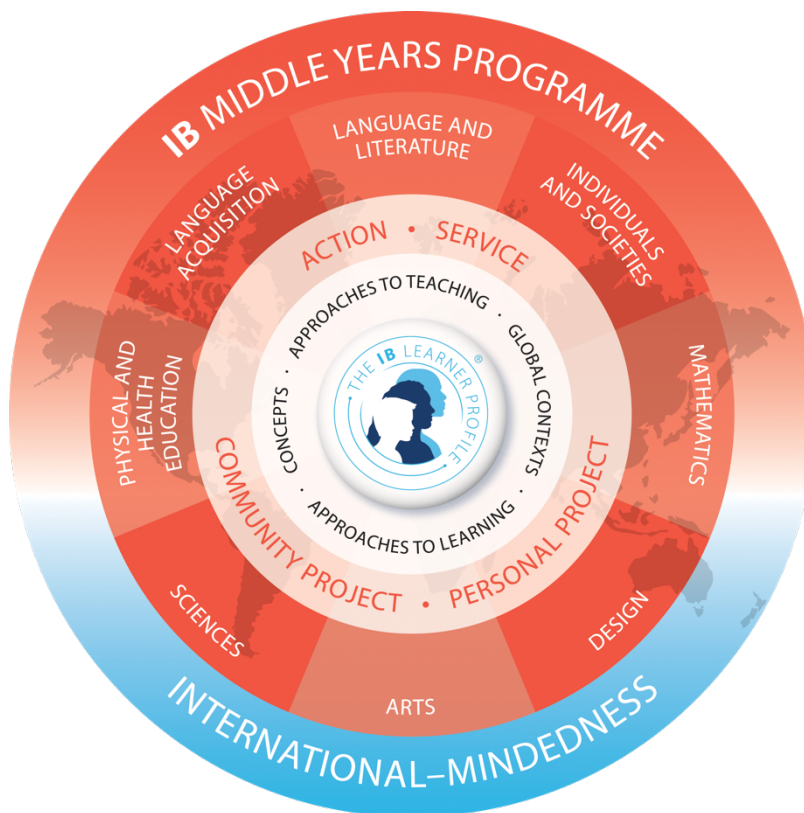 IB MIDDLE YEARS PROGRAMME
LANGUAGE AND
LITERATURE
INDIVIDUALS
AND SOCIETIES
MATHEMATICS
DESIGN
ARTS
SCIENCES
PHYSICAL AND
HEALTH
EDUCATION
LANGUAGE
ACQUISITION
ACTION • SERVICE
PERSONAL PROJECT
•
COMMUNITY PROJECT
APPROACHES TO TEACHING ·
GLOBAL CONTEXTS ·
APPROACHES TO LEARNING ·
CONCEPTS ·
THE IB LEARNER PROFILE
®
INTERNATIONAL–MINDEDNESS